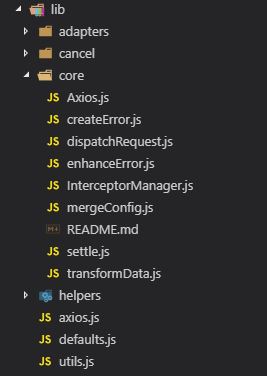 lib
adapters
cancel
core
JS Axios.js
JS createError.js
JS dispatchRequest.js
JS enhanceError.js
JS InterceptorManager.js
JS mergeConfig.js
M↓ README.md
JS settle.js
JS transformData.js
helpers
JS axios.js
JS defaults.js
JS utils.js